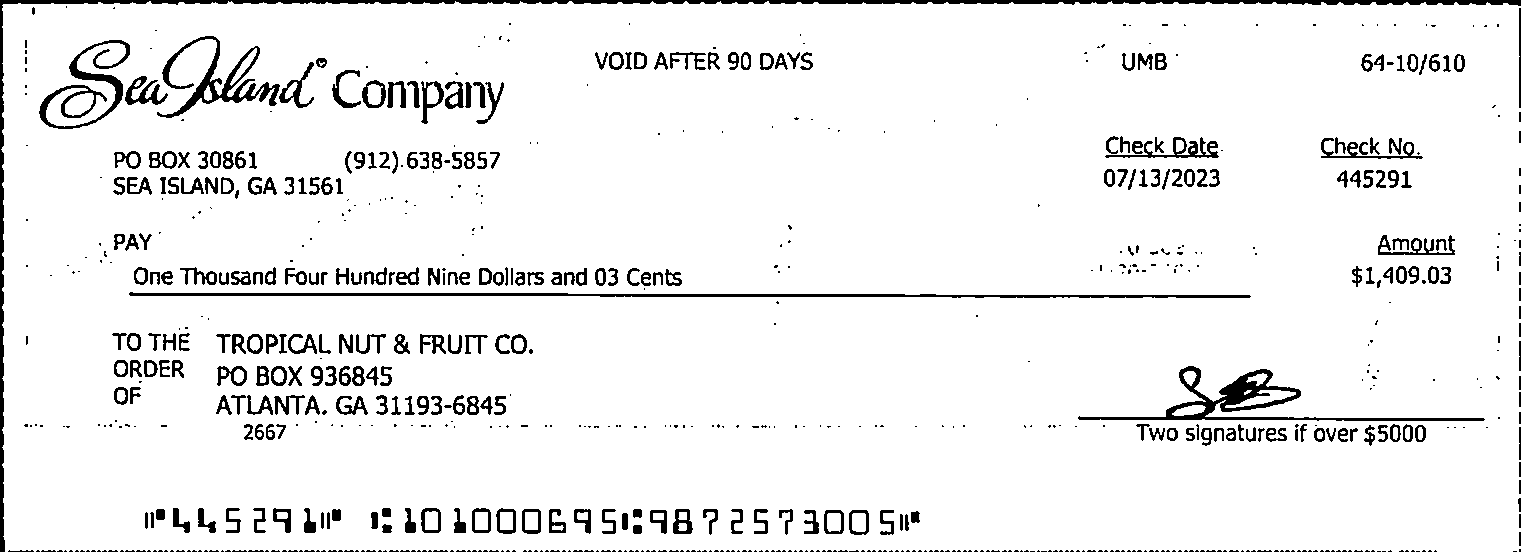 Sea Island® Company
VOID AFTER 90 DAYS
UMB
64-10/610
PO BOX 30861 (912) 638-5857
SEA ISLAND, GA 31561
Check Date
Check No.
07/13/2023
445291
PAY
Amount
One Thousand Four Hundred Nine Dollars and 03 Cents
$1,409.03
TO THE ORDER OF
TROPICAL NUT & FRUIT CO.
PO BOX 936845
ATLANTA. GA 31193-6845
2667
Two signatures if over $5000
⑈445291⑈ ⑆101000695⑆9872573005⑈